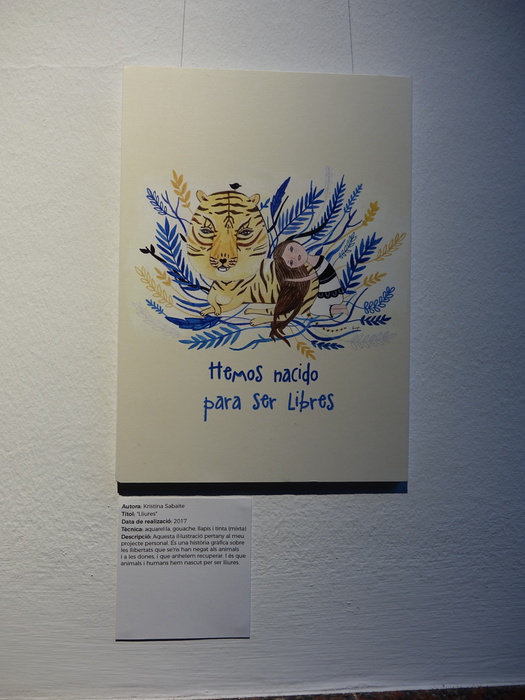 Hemos nacido
para ser Libres
Autora: Kristina Sabaite
Títol: "Lliures"
Data de realizació: 2017
Tècnica: aquarel·la, gouache, llapis i tinta (mixta)
Descripció: Aquesta il·lustració pertany al meu
projecte personal. És una història gràfica sobre
les llibertats que se'ns han negat als animals
i a les dones, i que anhelem recuperar. I és que
animals i humans hem nascut per ser lliures.